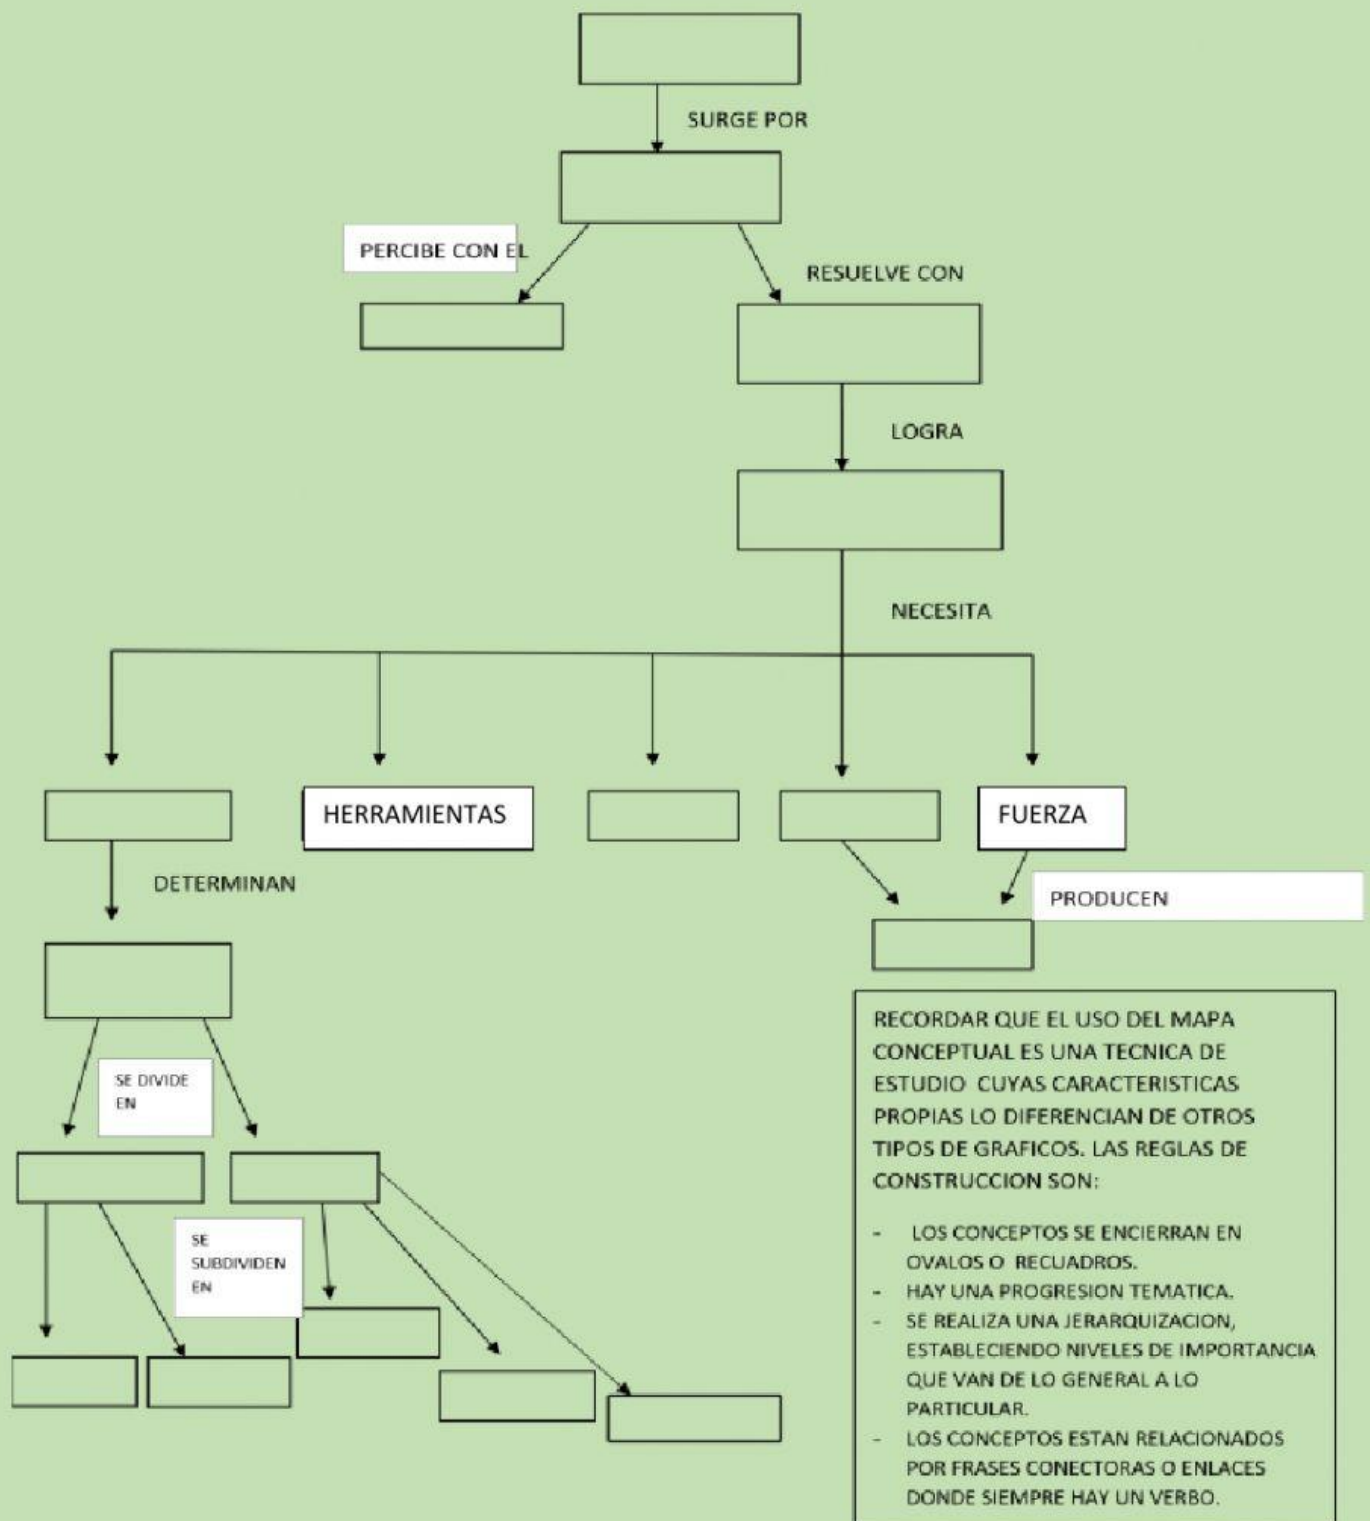 SURGE POR
PERCIBE CON EL
RESUELVE CON
LOGRA
NECESITA
HERRAMIENTAS
FUERZA
DETERMINAN
PRODUCEN
SE DIVIDE
EN
SE
SUBDIVIDEN
EN
RECORDAR QUE EL USO DEL MAPA
CONCEPTUAL ES UNA TECNICA DE
ESTUDIO CUYAS CARACTERISTICAS
PROPIAS LO DIFERENCIAN DE OTROS
TIPOS DE GRAFICOS. LAS REGLAS DE
CONSTRUCCION SON:
- LOS CONCEPTOS SE ENCIERRAN EN
OVALOS O RECUADROS.
- HAY UNA PROGRESION TEMATICA.
- SE REALIZA UNA JERARQUIZACION,
ESTABLECIENDO NIVELES DE IMPORTANCIA
QUE VAN DE LO GENERAL A LO
PARTICULAR.
- LOS CONCEPTOS ESTAN RELACIONADOS
POR FRASES CONECTORAS O ENLACES
DONDE SIEMPRE HAY UN VERBO.